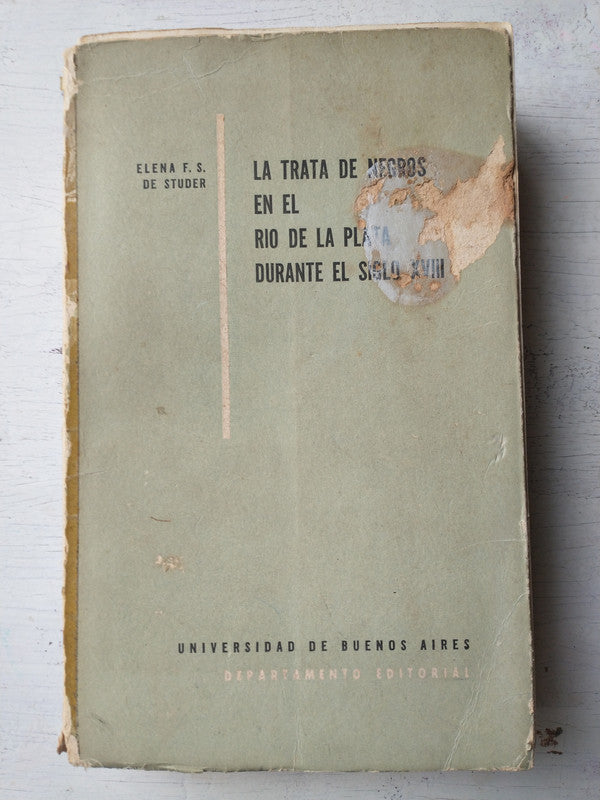 ELENA F. S.
DE STUDER
LA TRATA DE NEGROS
EN EL
RIO DE LA PLATA
DURANTE EL SIGLO XVIII
UNIVERSIDAD DE BUENOS AIRES
DEPARTAMENTO EDITORIAL